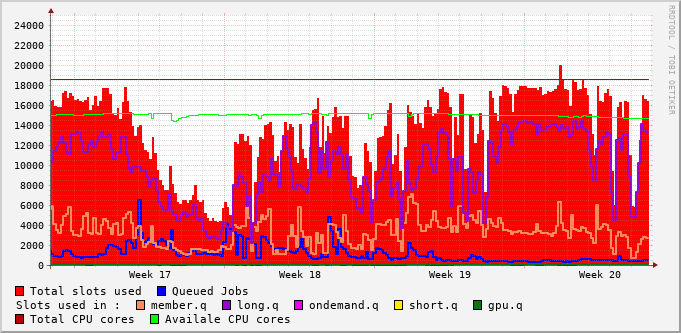 RRDTOOL / TOBI OETIKER
24000
22000
20000
18000
16000
14000
12000
10000
8000
6000
4000
2000
0
Week 17 Week 18 Week 19 Week 20
Total slots used Queued Jobs
Slots used in : member.q long.q ondemand.q short.q gpu.q
Total CPU cores Availale CPU cores